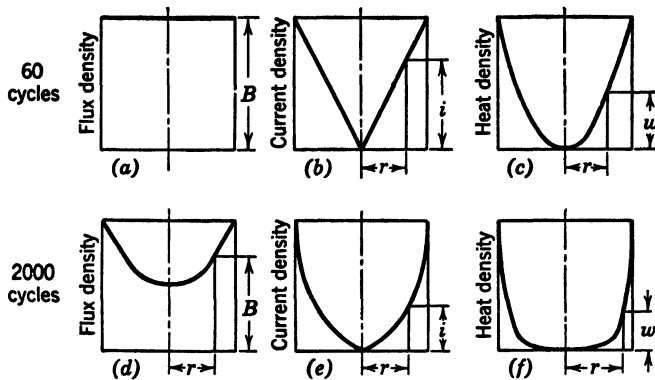 60
cycles
Flux density
B
(a)
Current density
i
r
(b)
Heat density
w
r
(c)
2000
cycles
Flux density
B
r
(d)
Current density
i
r
(e)
Heat density
w
r
(f)